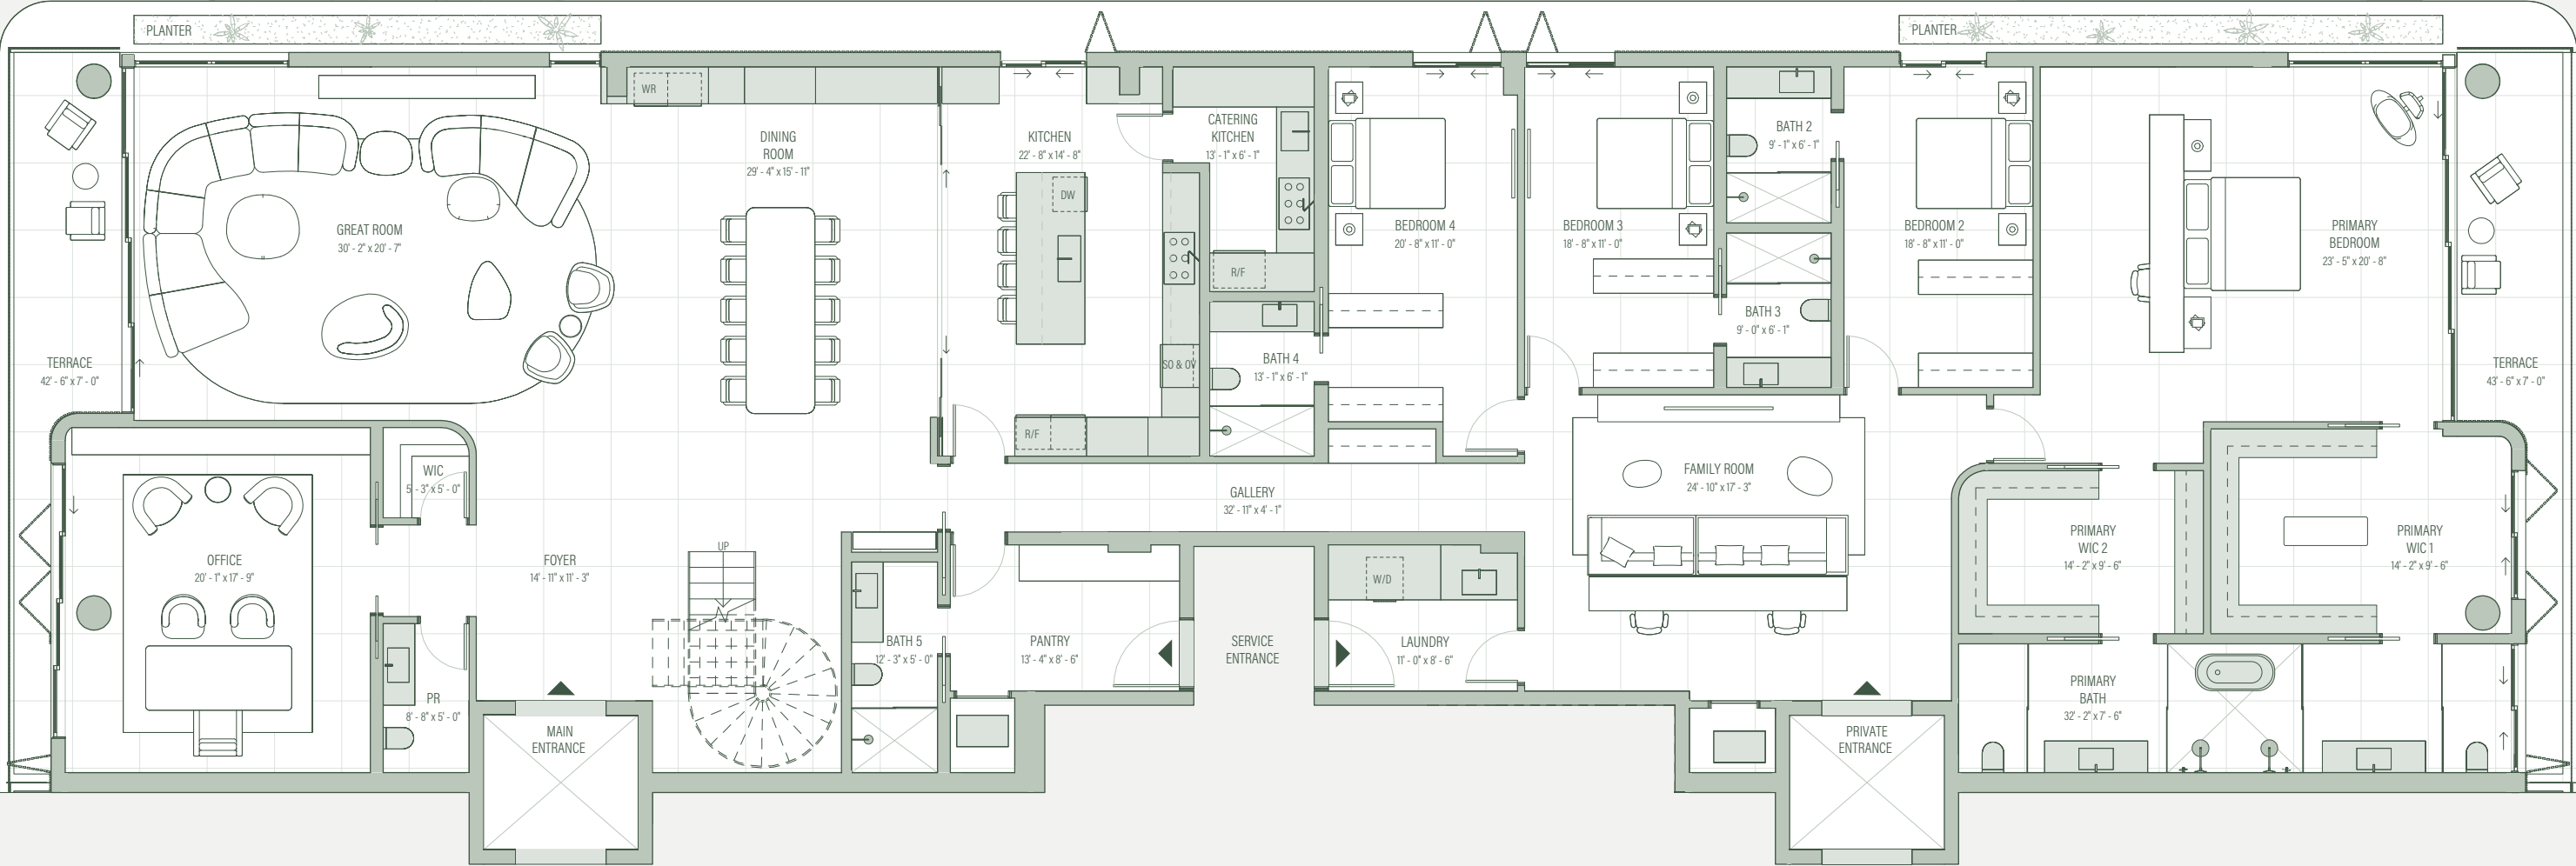 PLANTER
PLANTER
WR
DINING
ROOM
29' - 4" x 15' - 11"
KITCHEN
22' - 8" x 14' - 8"
CATERING
KITCHEN
13' - 1" x 6' - 1"
BATH 2
9' - 1" x 6' - 1"
DW
GREAT ROOM
30' - 2" x 20' - 7"
BEDROOM 4
20' - 8" x 11' - 0"
BEDROOM 3
18' - 8" x 11' - 0"
BEDROOM 2
18' - 8" x 11' - 0"
PRIMARY
BEDROOM
23' - 5" x 20' - 8"
R/F
BATH 3
9' - 0" x 6' - 1"
TERRACE
42' - 6" x 7' - 0"
SO & OV
BATH 4
13' - 1" x 6' - 1"
TERRACE
43' - 6" x 7' - 0"
R/F
WIC
5' - 3" x 5' - 0"
GALLERY
32' - 11" x 4' - 1"
FAMILY ROOM
24' - 10" x 17' - 3"
UP
OFFICE
20' - 1" x 17' - 9"
FOYER
14' - 11" x 11' - 3"
W/D
PRIMARY
WIC 2
14' - 2" x 9' - 6"
PRIMARY
WIC 1
14' - 2" x 9' - 6"
BATH 5
12' - 3" x 5' - 0"
PANTRY
13' - 4" x 8' - 6"
SERVICE
ENTRANCE
LAUNDRY
11' - 0" x 8' - 6"
PR
8' - 8" x 5' - 0"
PRIMARY
BATH
32' - 2" x 7' - 6"
MAIN
ENTRANCE
PRIVATE
ENTRANCE